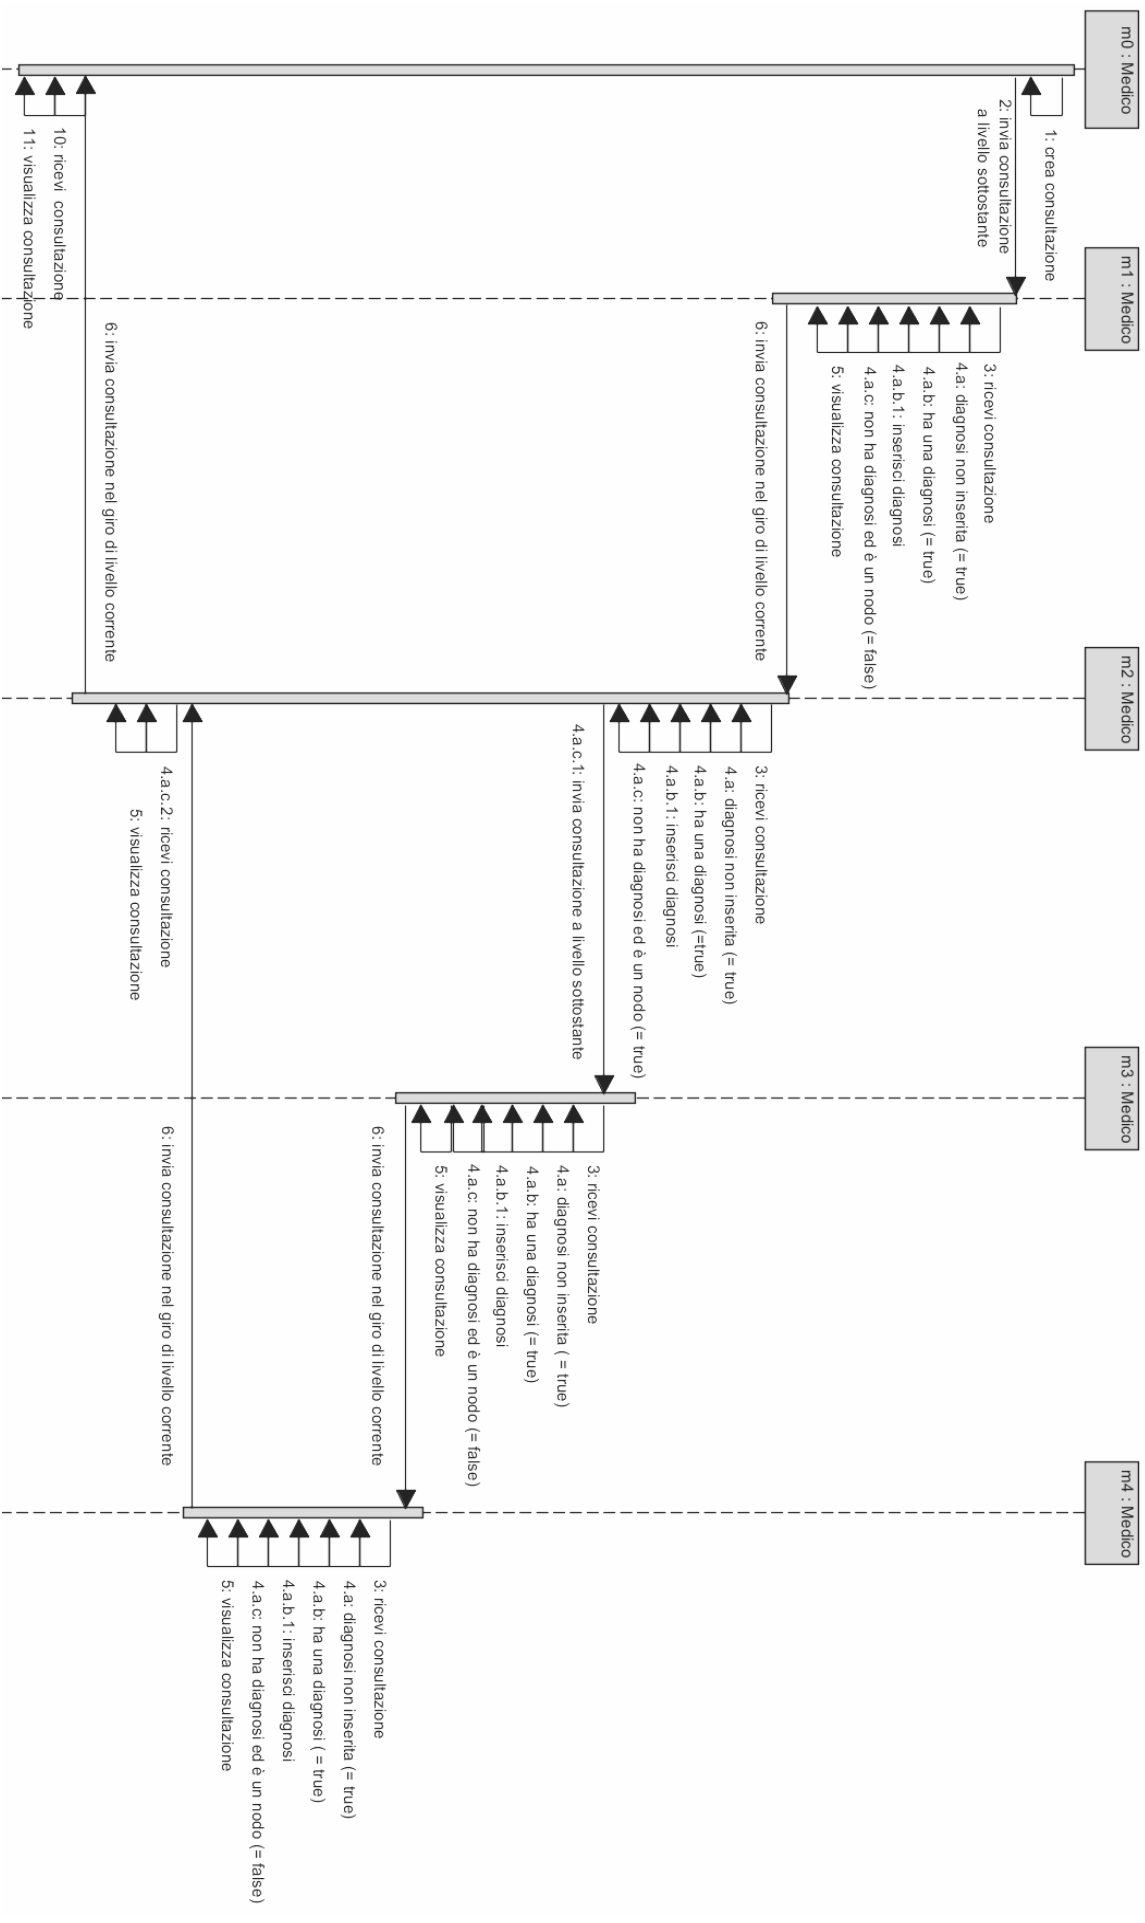 m0 : Medico
m1 : Medico
m2 : Medico
m3 : Medico
m4 : Medico
1: crea consultazione
2: invia consultazione
a livello sottostante
3: ricevi consultazione
4.a: diagnosi non inserita (= true)
4.a.b: ha una diagnosi (= true)
4.a.b.1: inserisci diagnosi
4.a.c: non ha diagnosi ed è un nodo (= false)
5: visualizza consultazione
6: invia consultazione nel giro di livello corrente
3: ricevi consultazione
4.a: diagnosi non inserita (= true)
4.a.b: ha una diagnosi (=true)
4.a.b.1: inserisci diagnosi
4.a.c: non ha diagnosi ed è un nodo (= true)
4.a.c.1: invia consultazione a livello sottostante
3: ricevi consultazione
4.a: diagnosi non inserita ( = true)
4.a.b: ha una diagnosi (= true)
4.a.b.1: inserisci diagnosi
4.a.c: non ha diagnosi ed è un nodo (= false)
5: visualizza consultazione
6: invia consultazione nel giro di livello corrente
3: ricevi consultazione
4.a: diagnosi non inserita (= true)
4.a.b: ha una diagnosi ( = true)
4.a.b.1: inserisci diagnosi
4.a.c: non ha diagnosi ed è un nodo (= false)
5: visualizza consultazione
6: invia consultazione nel giro di livello corrente
4.a.c.2: ricevi consultazione
5: visualizza consultazione
6: invia consultazione nel giro di livello corrente
10: ricevi consultazione
11: visualizza consultazione